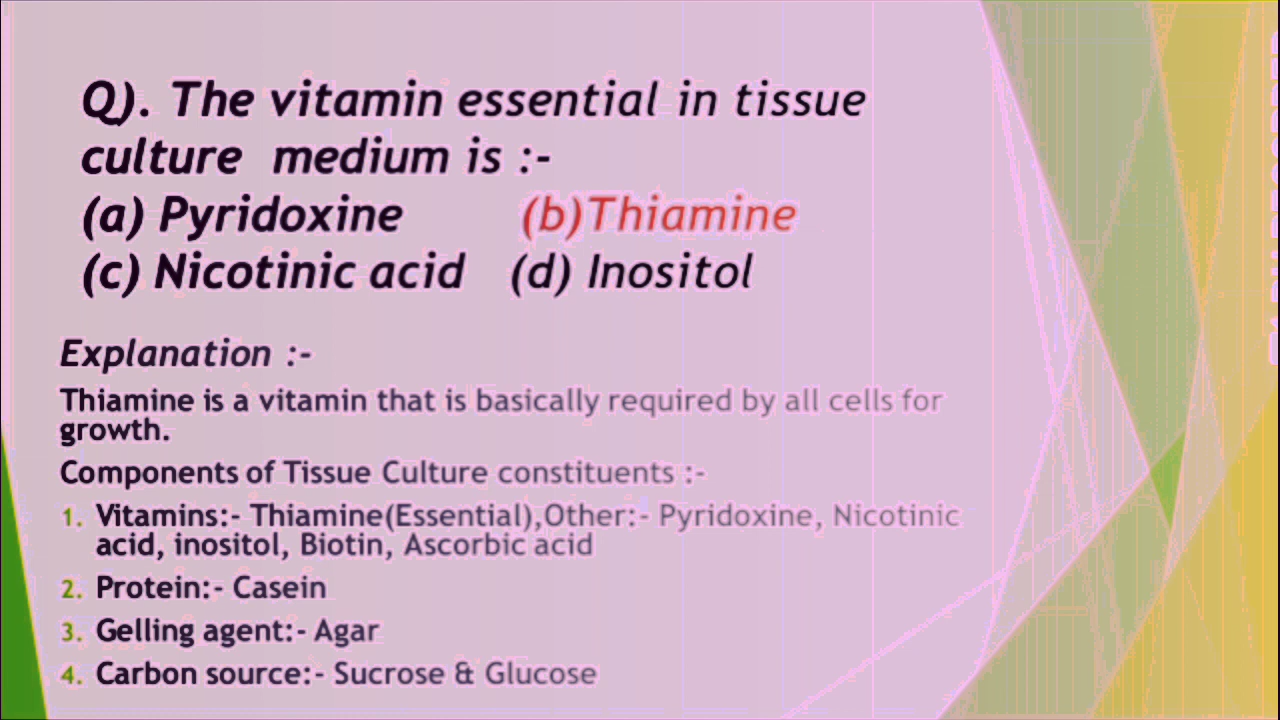 Q). The vitamin essential in tissue
culture medium is :-
(a) Pyridoxine (b)Thiamine
(c) Nicotinic acid (d) Inositol
Explanation :-
Thiamine is a vitamin that is basically required by all cells for
growth.
Components of Tissue Culture constituents :-
1. Vitamins:- Thiamine(Essential),Other:- Pyridoxine, Nicotinic
acid, inositol, Biotin, Ascorbic acid
2. Protein:- Casein
3. Gelling agent:- Agar
4. Carbon source:- Sucrose & Glucose